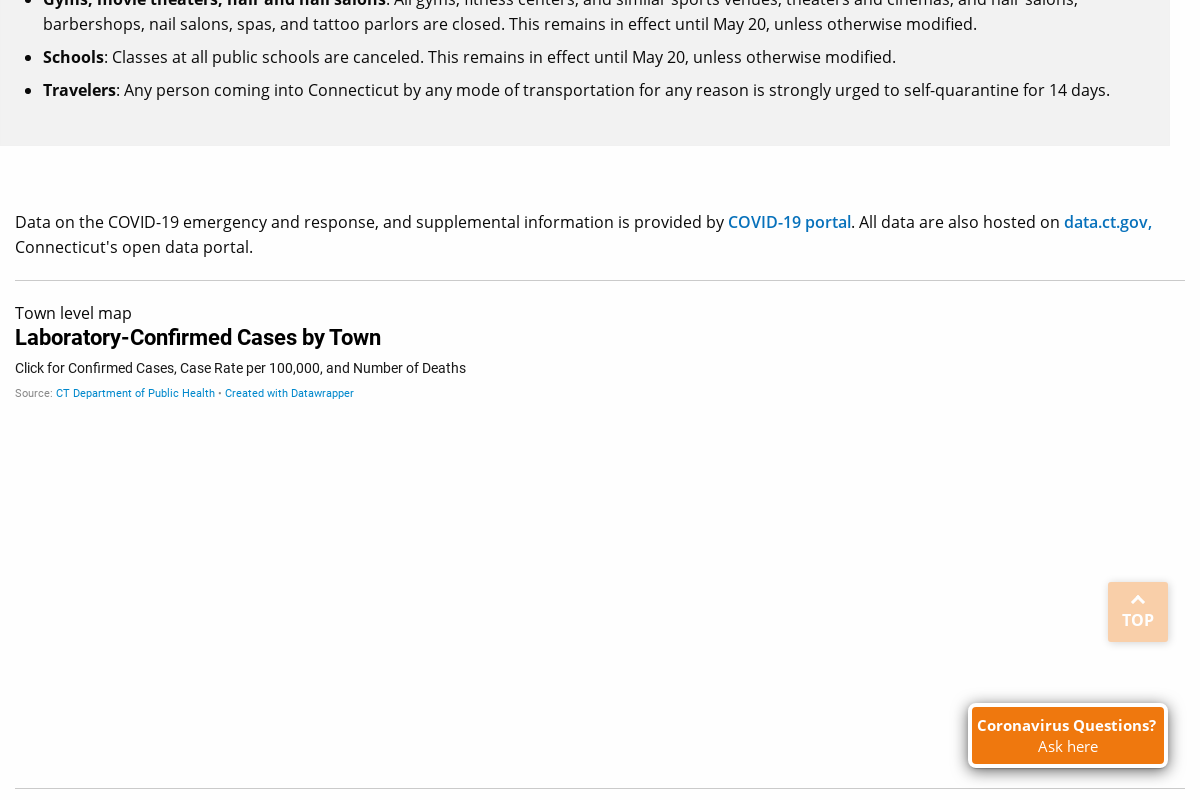 Gyms, movie theaters, hair and nail salons: All gyms, fitness centers, and similar sports venues, theaters and cinemas, and hair salons,
barbershops, nail salons, spas, and tattoo parlors are closed. This remains in effect until May 20, unless otherwise modified.
Schools: Classes at all public schools are canceled. This remains in effect until May 20, unless otherwise modified.
Travelers: Any person coming into Connecticut by any mode of transportation for any reason is strongly urged to self-quarantine for 14 days.
Data on the COVID-19 emergency and response, and supplemental information is provided by COVID-19 portal. All data are also hosted on data.ct.gov,
Connecticut's open data portal.
Town level map
Laboratory-Confirmed Cases by Town
Click for Confirmed Cases, Case Rate per 100,000, and Number of Deaths
Source: CT Department of Public Health • Created with Datawrapper
TOP
Coronavirus Questions?
Ask here